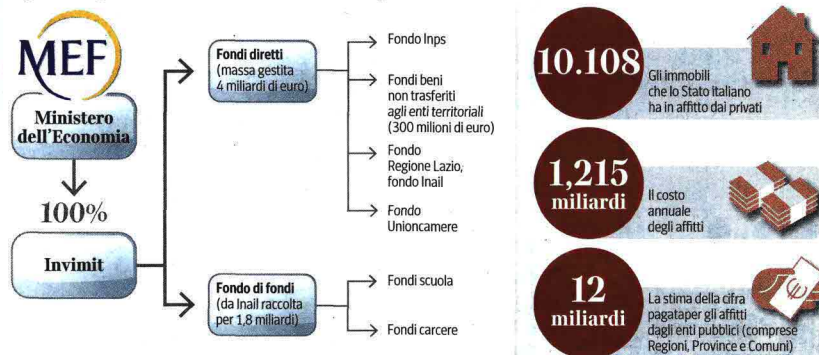 MEF
Ministero
dell'Economia
100%
Invimit
Fondi diretti
(massa gestita
4 miliardi di euro)
Fondo Inps
Fondi beni
non trasferiti
agli enti territoriali
(300 milioni di euro)
Fondo
Regione Lazio,
fondo Inail
Fondo
Unioncamere
Fondo di fondi
(da Inail raccolta
per 1,8 miliardi)
Fondi scuola
Fondi carcere
10.108
Gli immobili
che lo Stato italiano
ha in affitto dai privati
1,215
miliardi
Il costo
annuale
degli affitti
12
miliardi
La stima della cifra
pagataper gli affitti
dagli enti pubblici (comprese
Regioni, Province e Comuni)